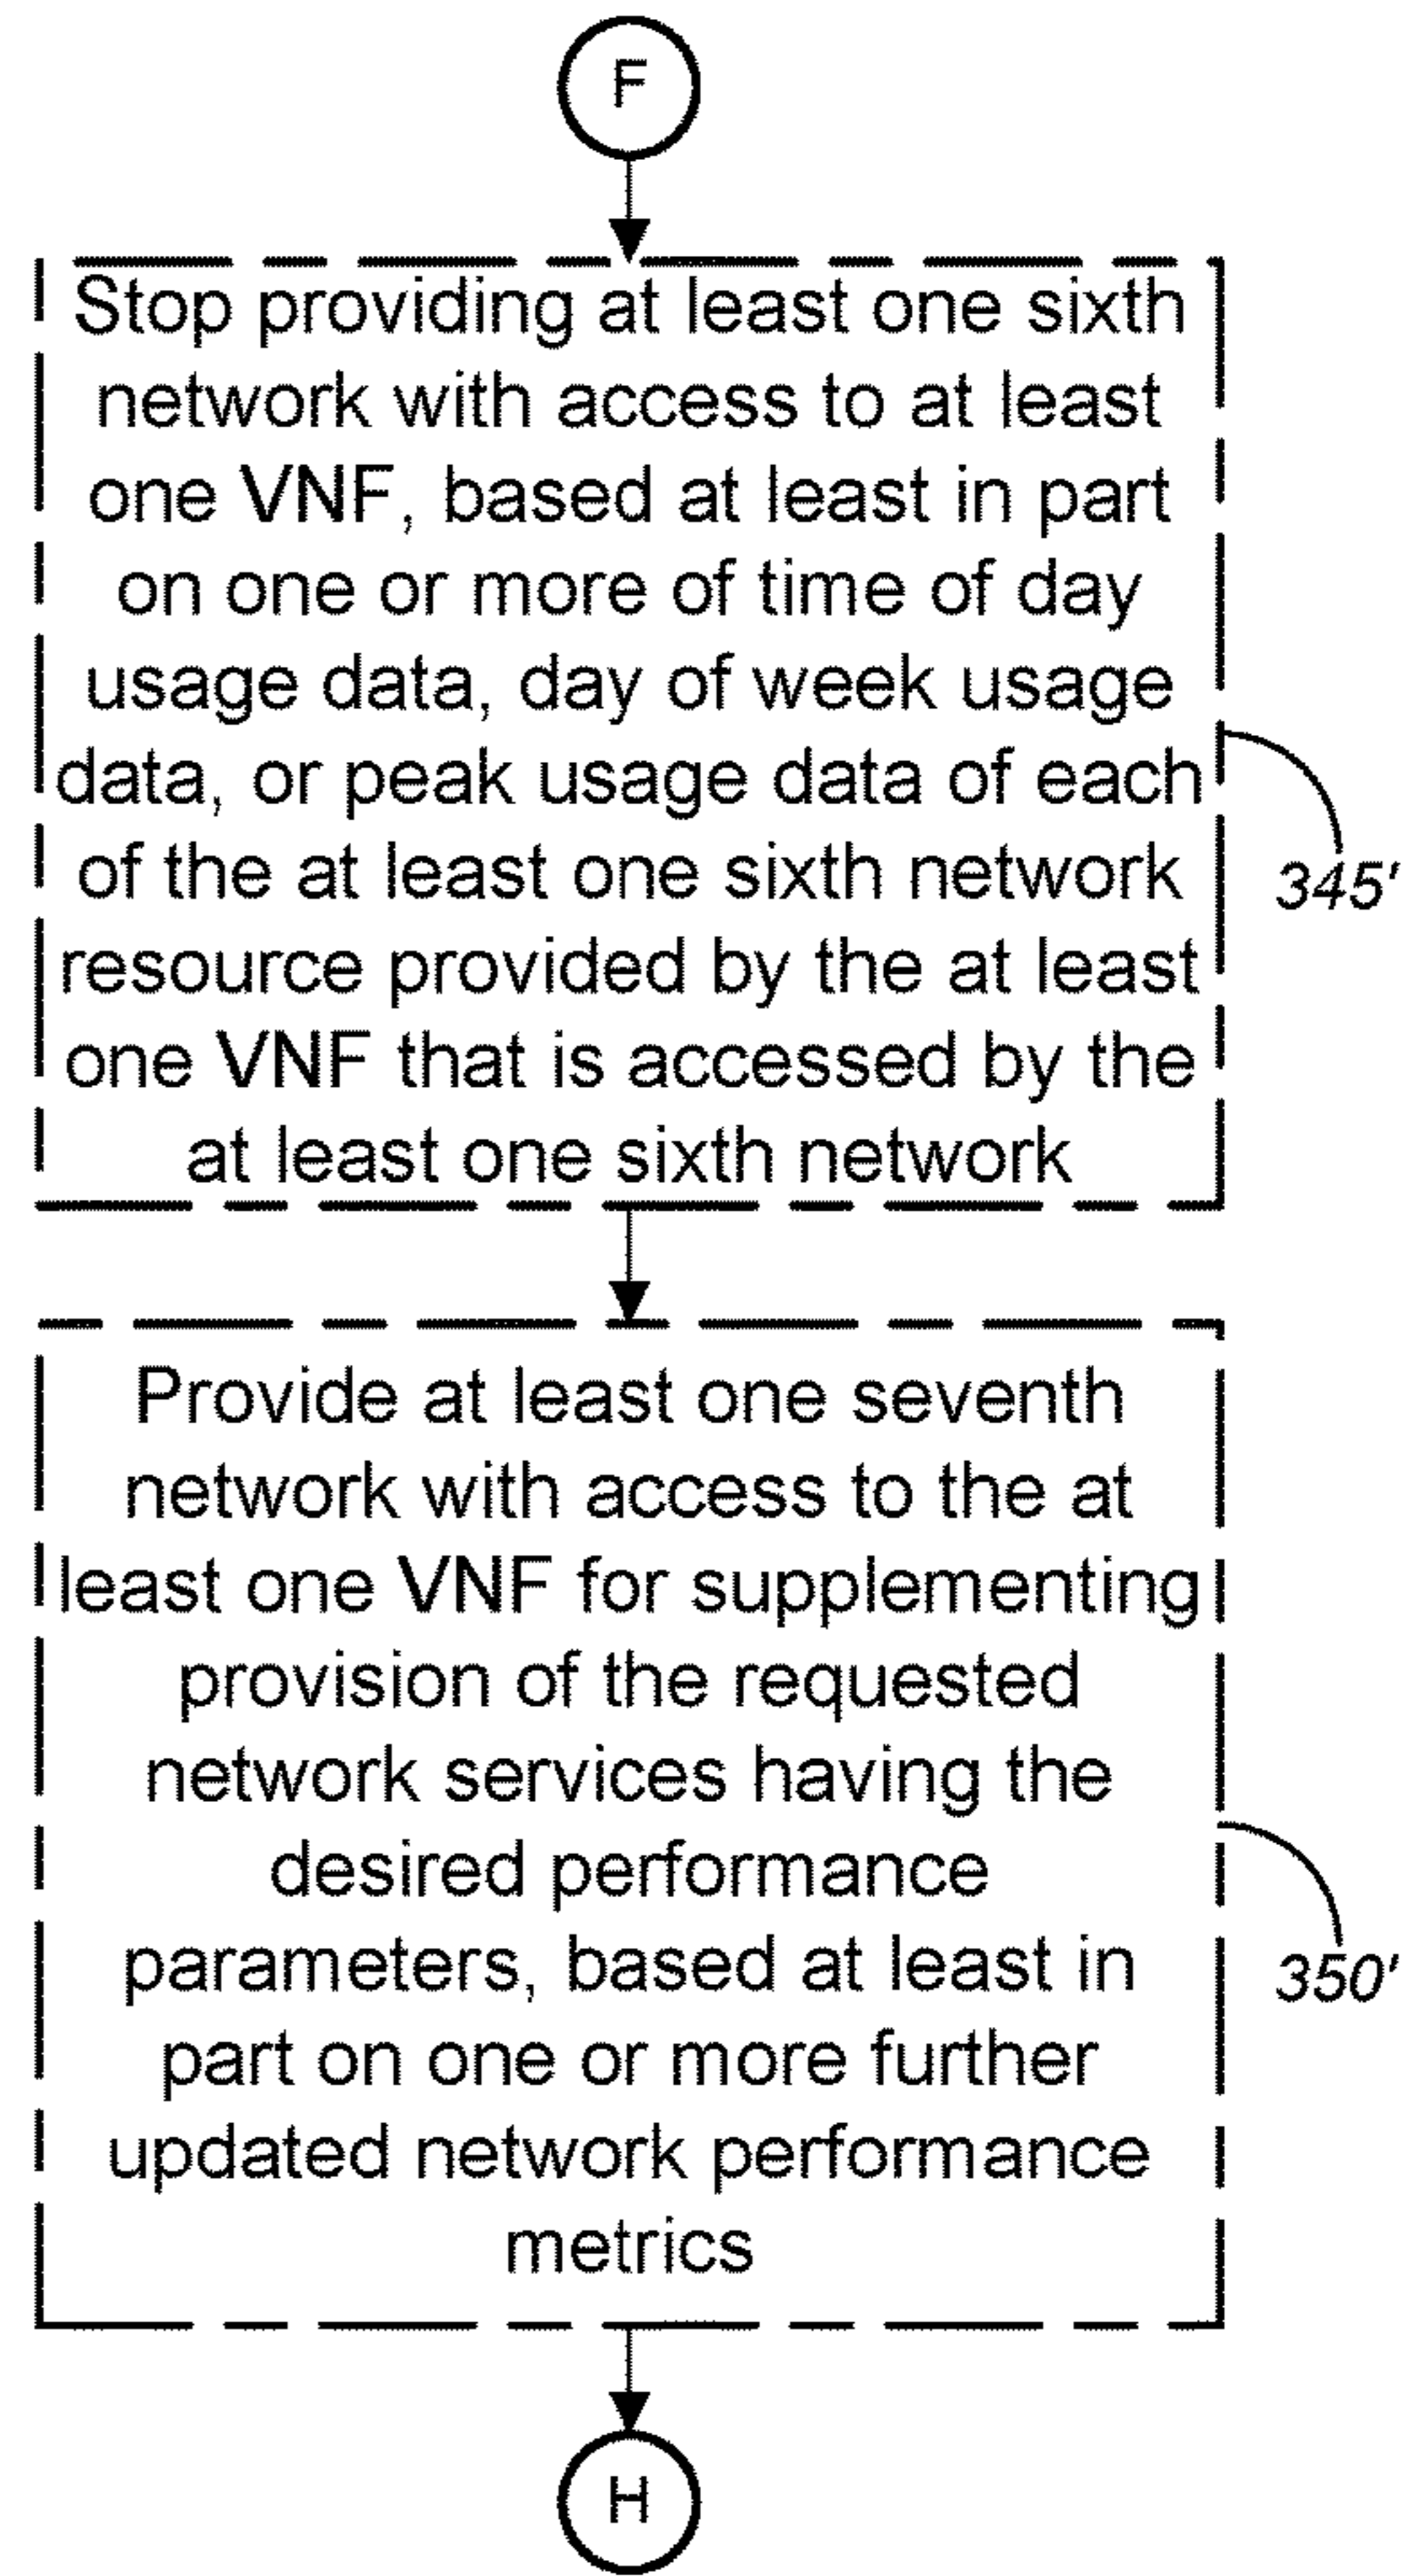 F
Stop providing at least one sixth
network with access to at least
one VNF, based at least in part
on one or more of time of day
usage data, day of week usage
data, or peak usage data of each
of the at least one sixth network
resource provided by the at least
one VNF that is accessed by the
at least one sixth network
345'
Provide at least one seventh
network with access to the at
least one VNF for supplementing
provision of the requested
network services having the
desired performance
parameters, based at least in
part on one or more further
updated network performance
metrics
350'
H